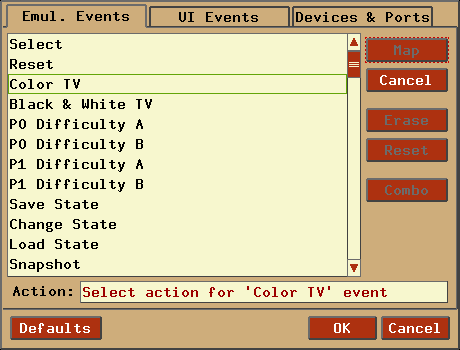 Emul. Events UI Events Devices & Ports
Select
Reset
Color TV
Black & White TV
P0 Difficulty A
P0 Difficulty B
P1 Difficulty A
P1 Difficulty B
Save State
Change State
Load State
Snapshot
Map
Cancel
Erase
Reset
Combo
Action: Select action for 'Color TV' event
Defaults OK Cancel